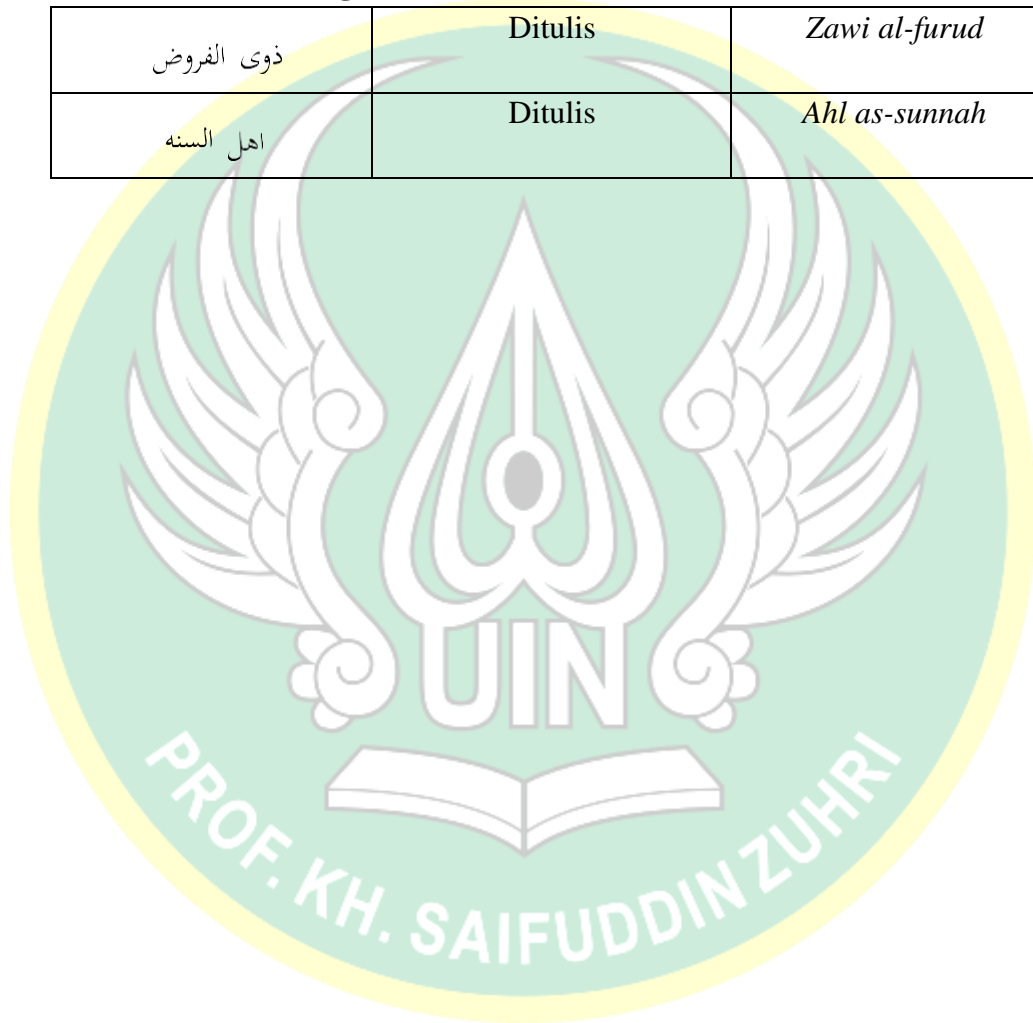 ذوى الفروض Ditulis Zawi al-furud
اهل السنه Ditulis Ahl as-sunnah
UIN
PROF. KH. SAIFUDDIN ZUHRI